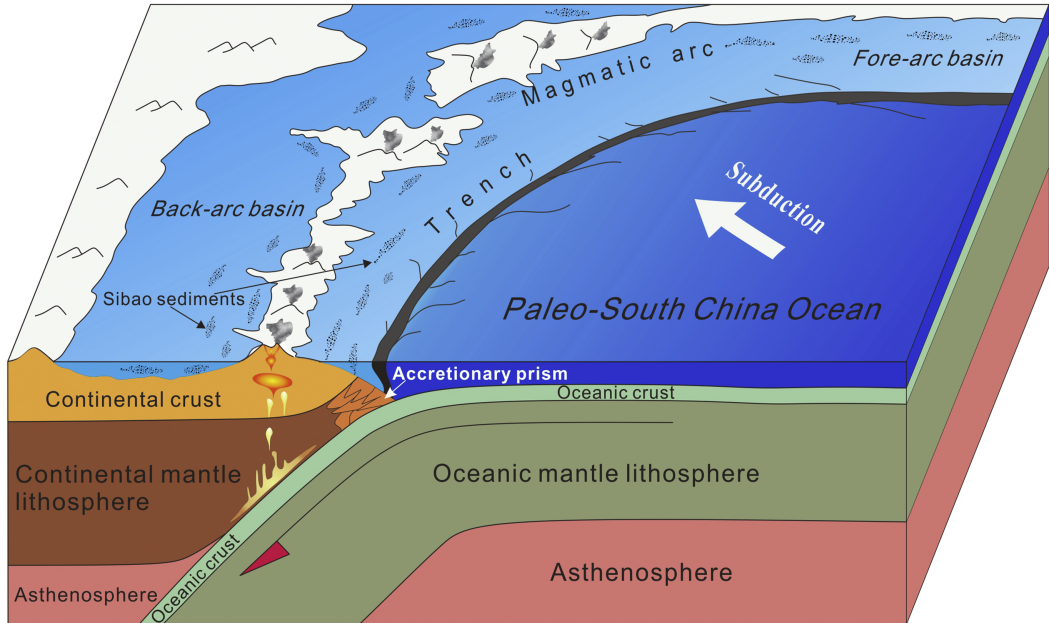 Fore-arc basin
Magmatic arc
Trench
Subduction
Back-arc basin
Sibao sediments
Paleo-South China Ocean
Accretionary prism
Oceanic crust
Continental crust
Continental mantle
lithosphere
Oceanic mantle lithosphere
Oceanic crust
Asthenosphere
Asthenosphere